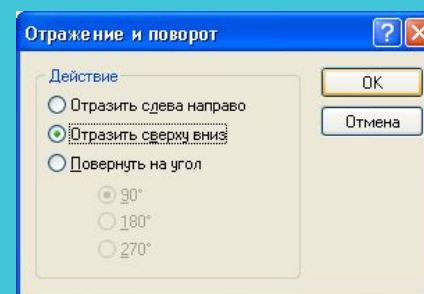 Отражение и поворот
Действие
Отразить слева направо
Отразить сверху вниз
Повернуть на угол
90°
180°
270°
OK
Отмена